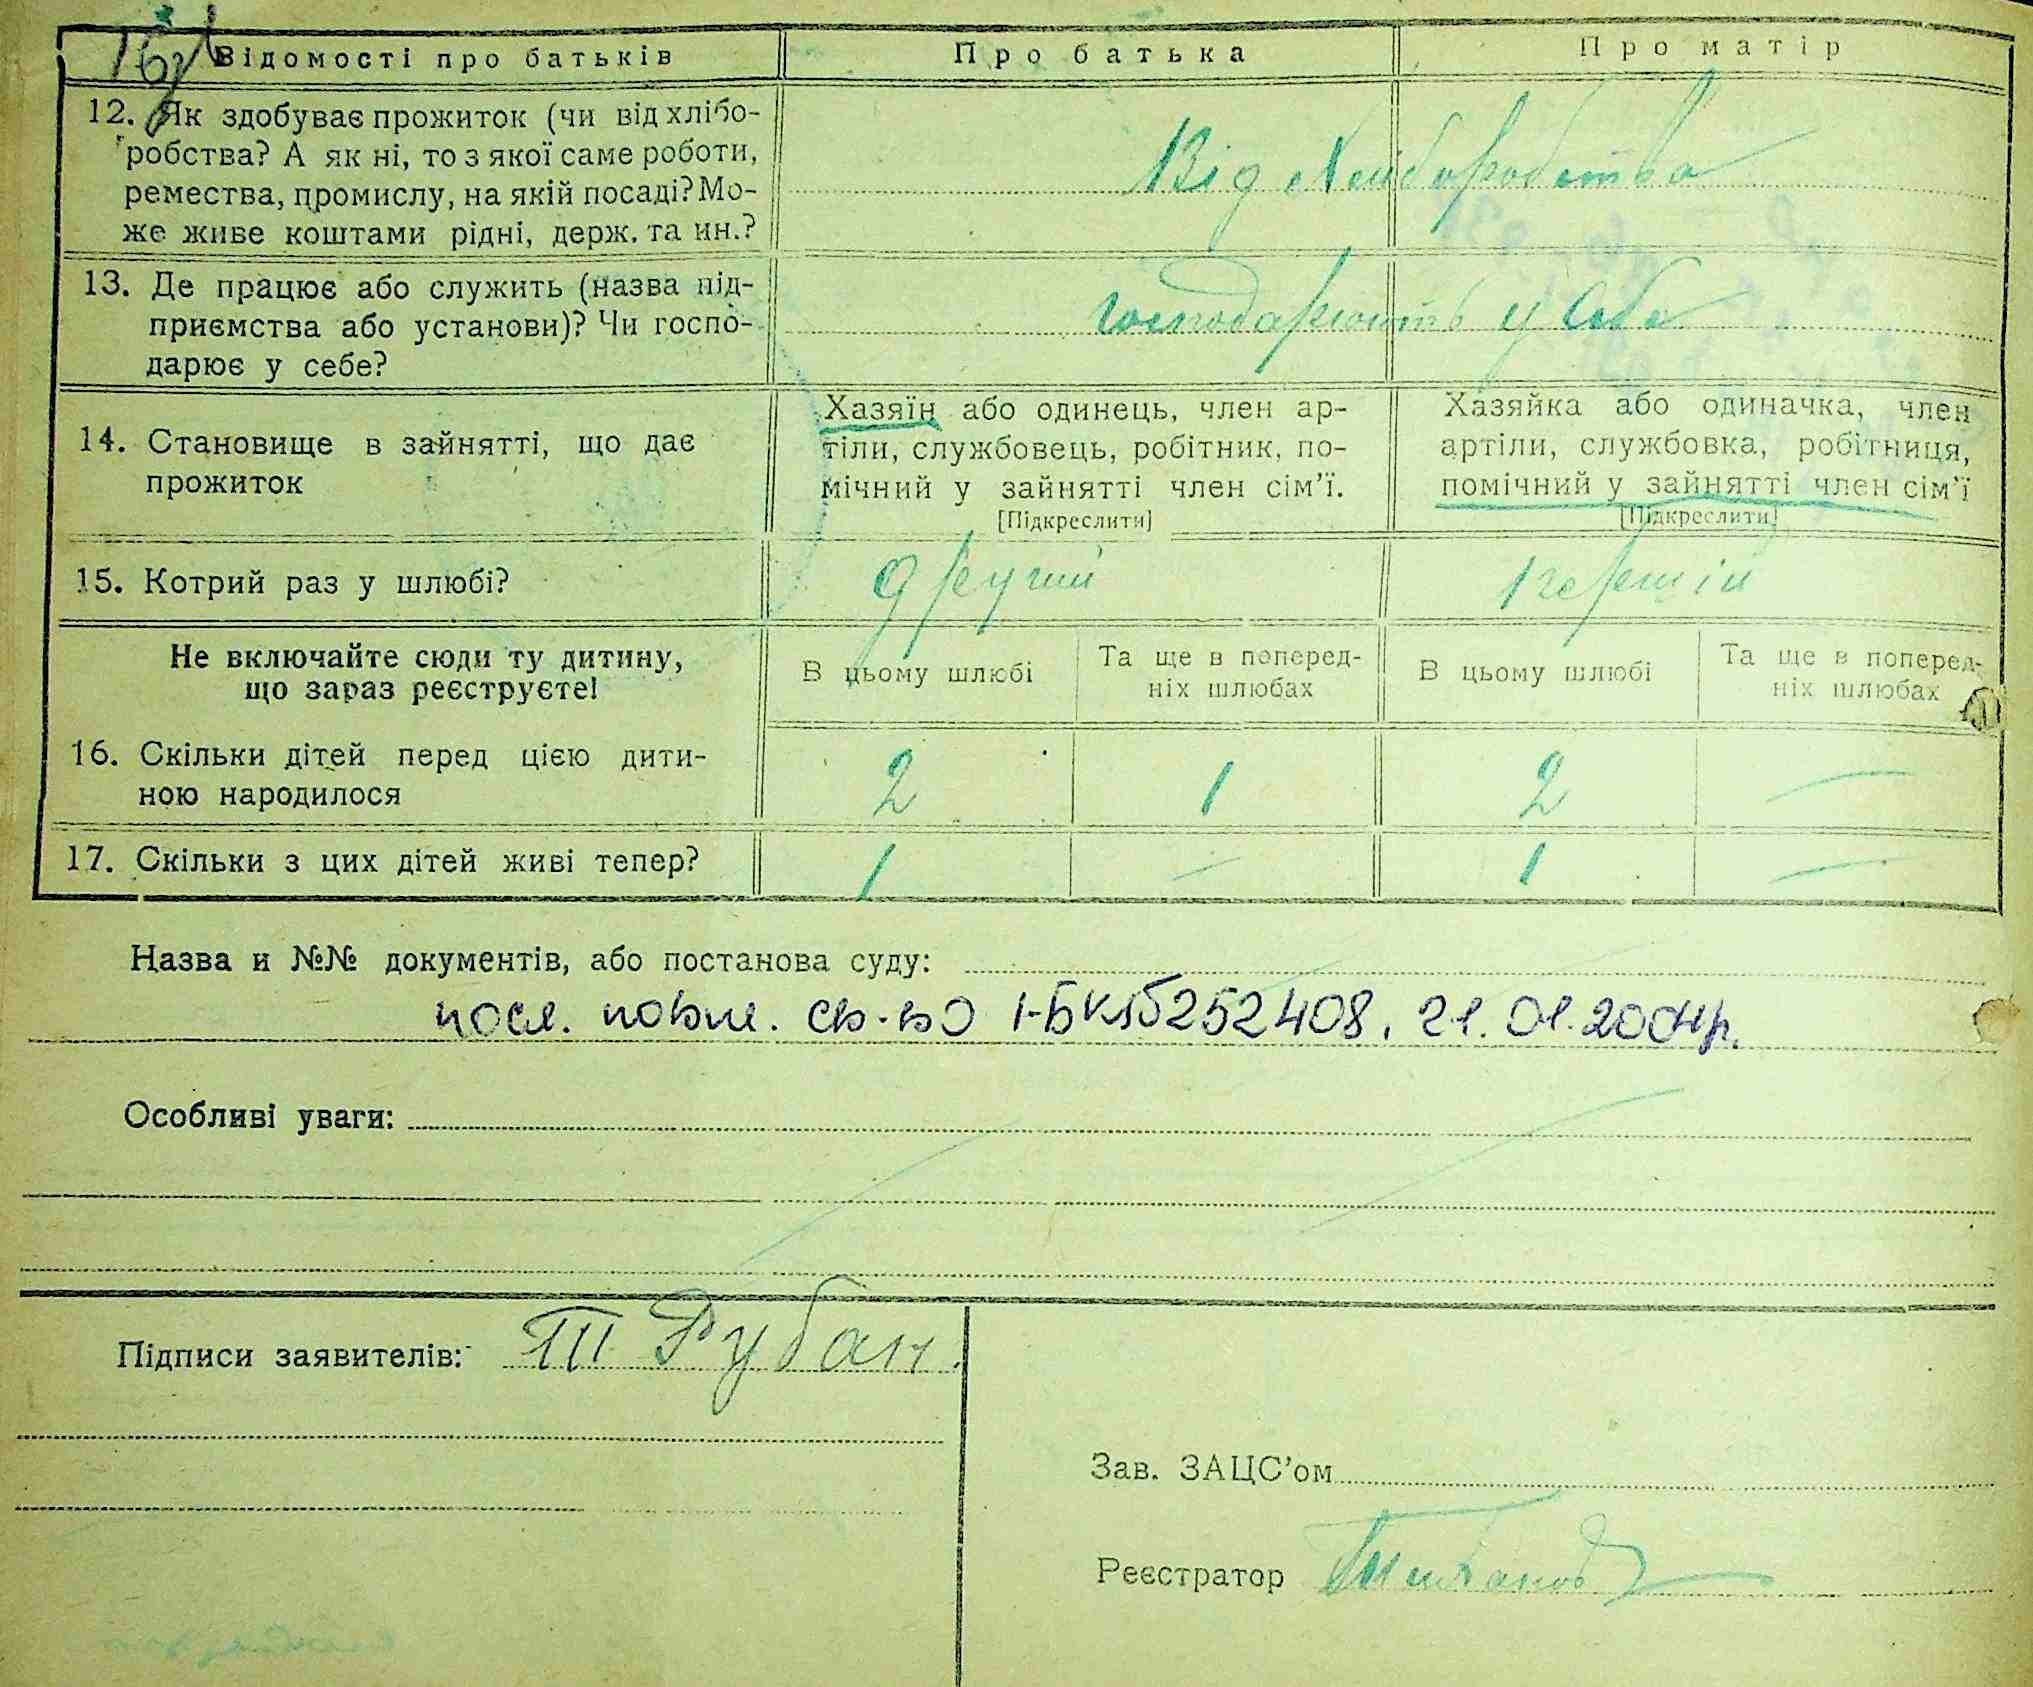 Відомості про батьків Про батька Про матір
12. Як здобуває прожиток (чи від хлібо-
робства? А як ні, то з якої саме роботи,
ремества, промислу, на якій посаді? Мо-
же живе коштами рідні, держ. та ин.?
Від хліборобства
13. Де працює або служить (назва під-
приємства або установи)? Чи госпо-
дарює у себе?
господарюють у себе
14. Становище в зайнятті, що дає
прожиток
Хазяїн або одинець, член ар-
тіли, службовець, робітник, по-
мічний у зайнятті член сім'ї.
[Підкреслити]
Хазяйка або одиначка, член
артіли, службовка, робітниця,
помічний у зайнятті член сім'ї
[Підкреслити]
15. Котрий раз у шлюбі? другий перший
Не включайте сюди ту дитину,
що зараз реєструєте!
В цьому шлюбі
Та ще в поперед-
ніх шлюбах
В цьому шлюбі
Та ще в поперед-
ніх шлюбах
16. Скільки дітей перед цією дити-
ною народилося
2 1 2 —
17. Скільки з цих дітей живі тепер? 1 — 1 —
Назва и №№ документів, або постанова суду:
посл. повт. св-во 1-БК№252408, 21.01.2004р.
Особливі уваги:
Підписи заявителів: Рубан
Зав. ЗАЦС'ом
Реєстратор